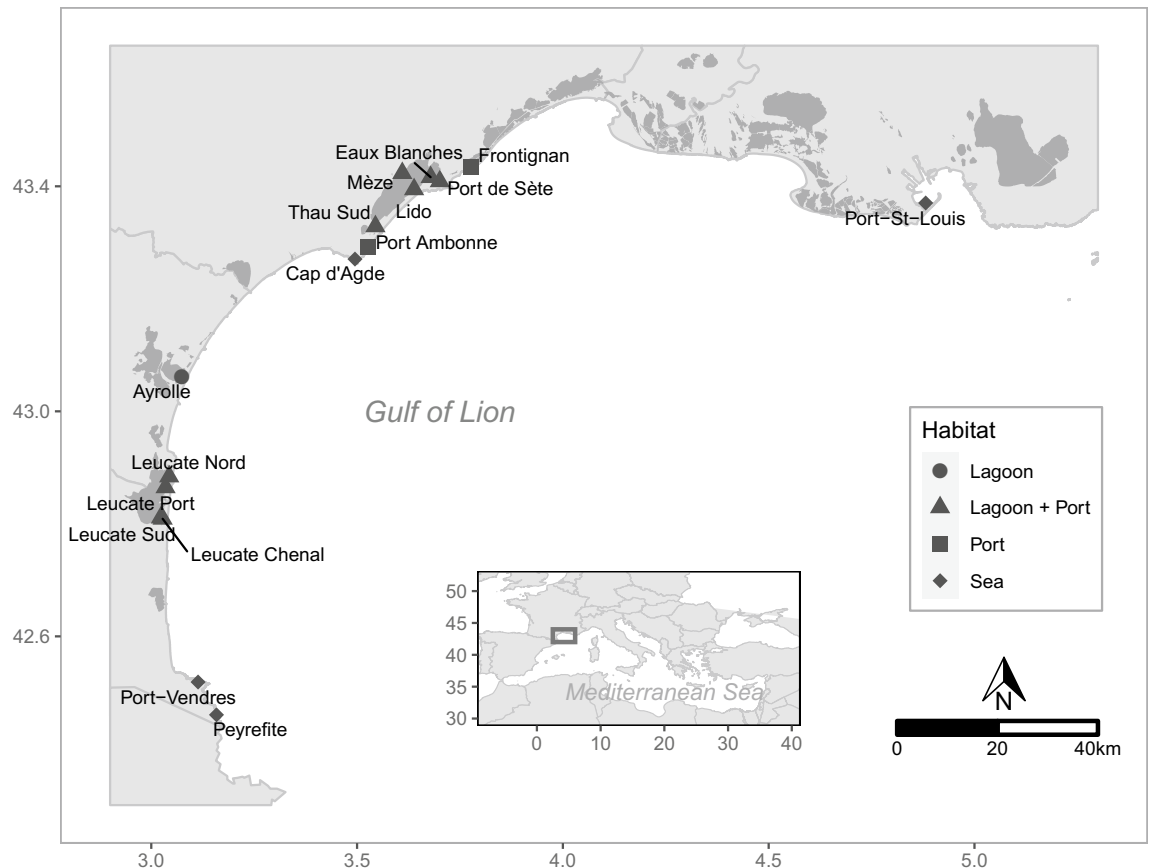 Eaux Blanches
Frontignan
43.4
Mèze
Port de Sète
Thau Sud
Lido
Port−St−Louis
Port Ambonne
Cap d'Agde
Ayrolle
43.0
Gulf of Lion
Habitat
Leucate Nord
Lagoon
Leucate Port
Lagoon + Port
Leucate Sud
Port
Leucate Chenal
Sea
50
45
42.6
40
35
30
Mediterranean Sea
0
10
20
30
40
Port−Vendres
Peyrefite
N
0
20
40km
3.0
3.5
4.0
4.5
5.0